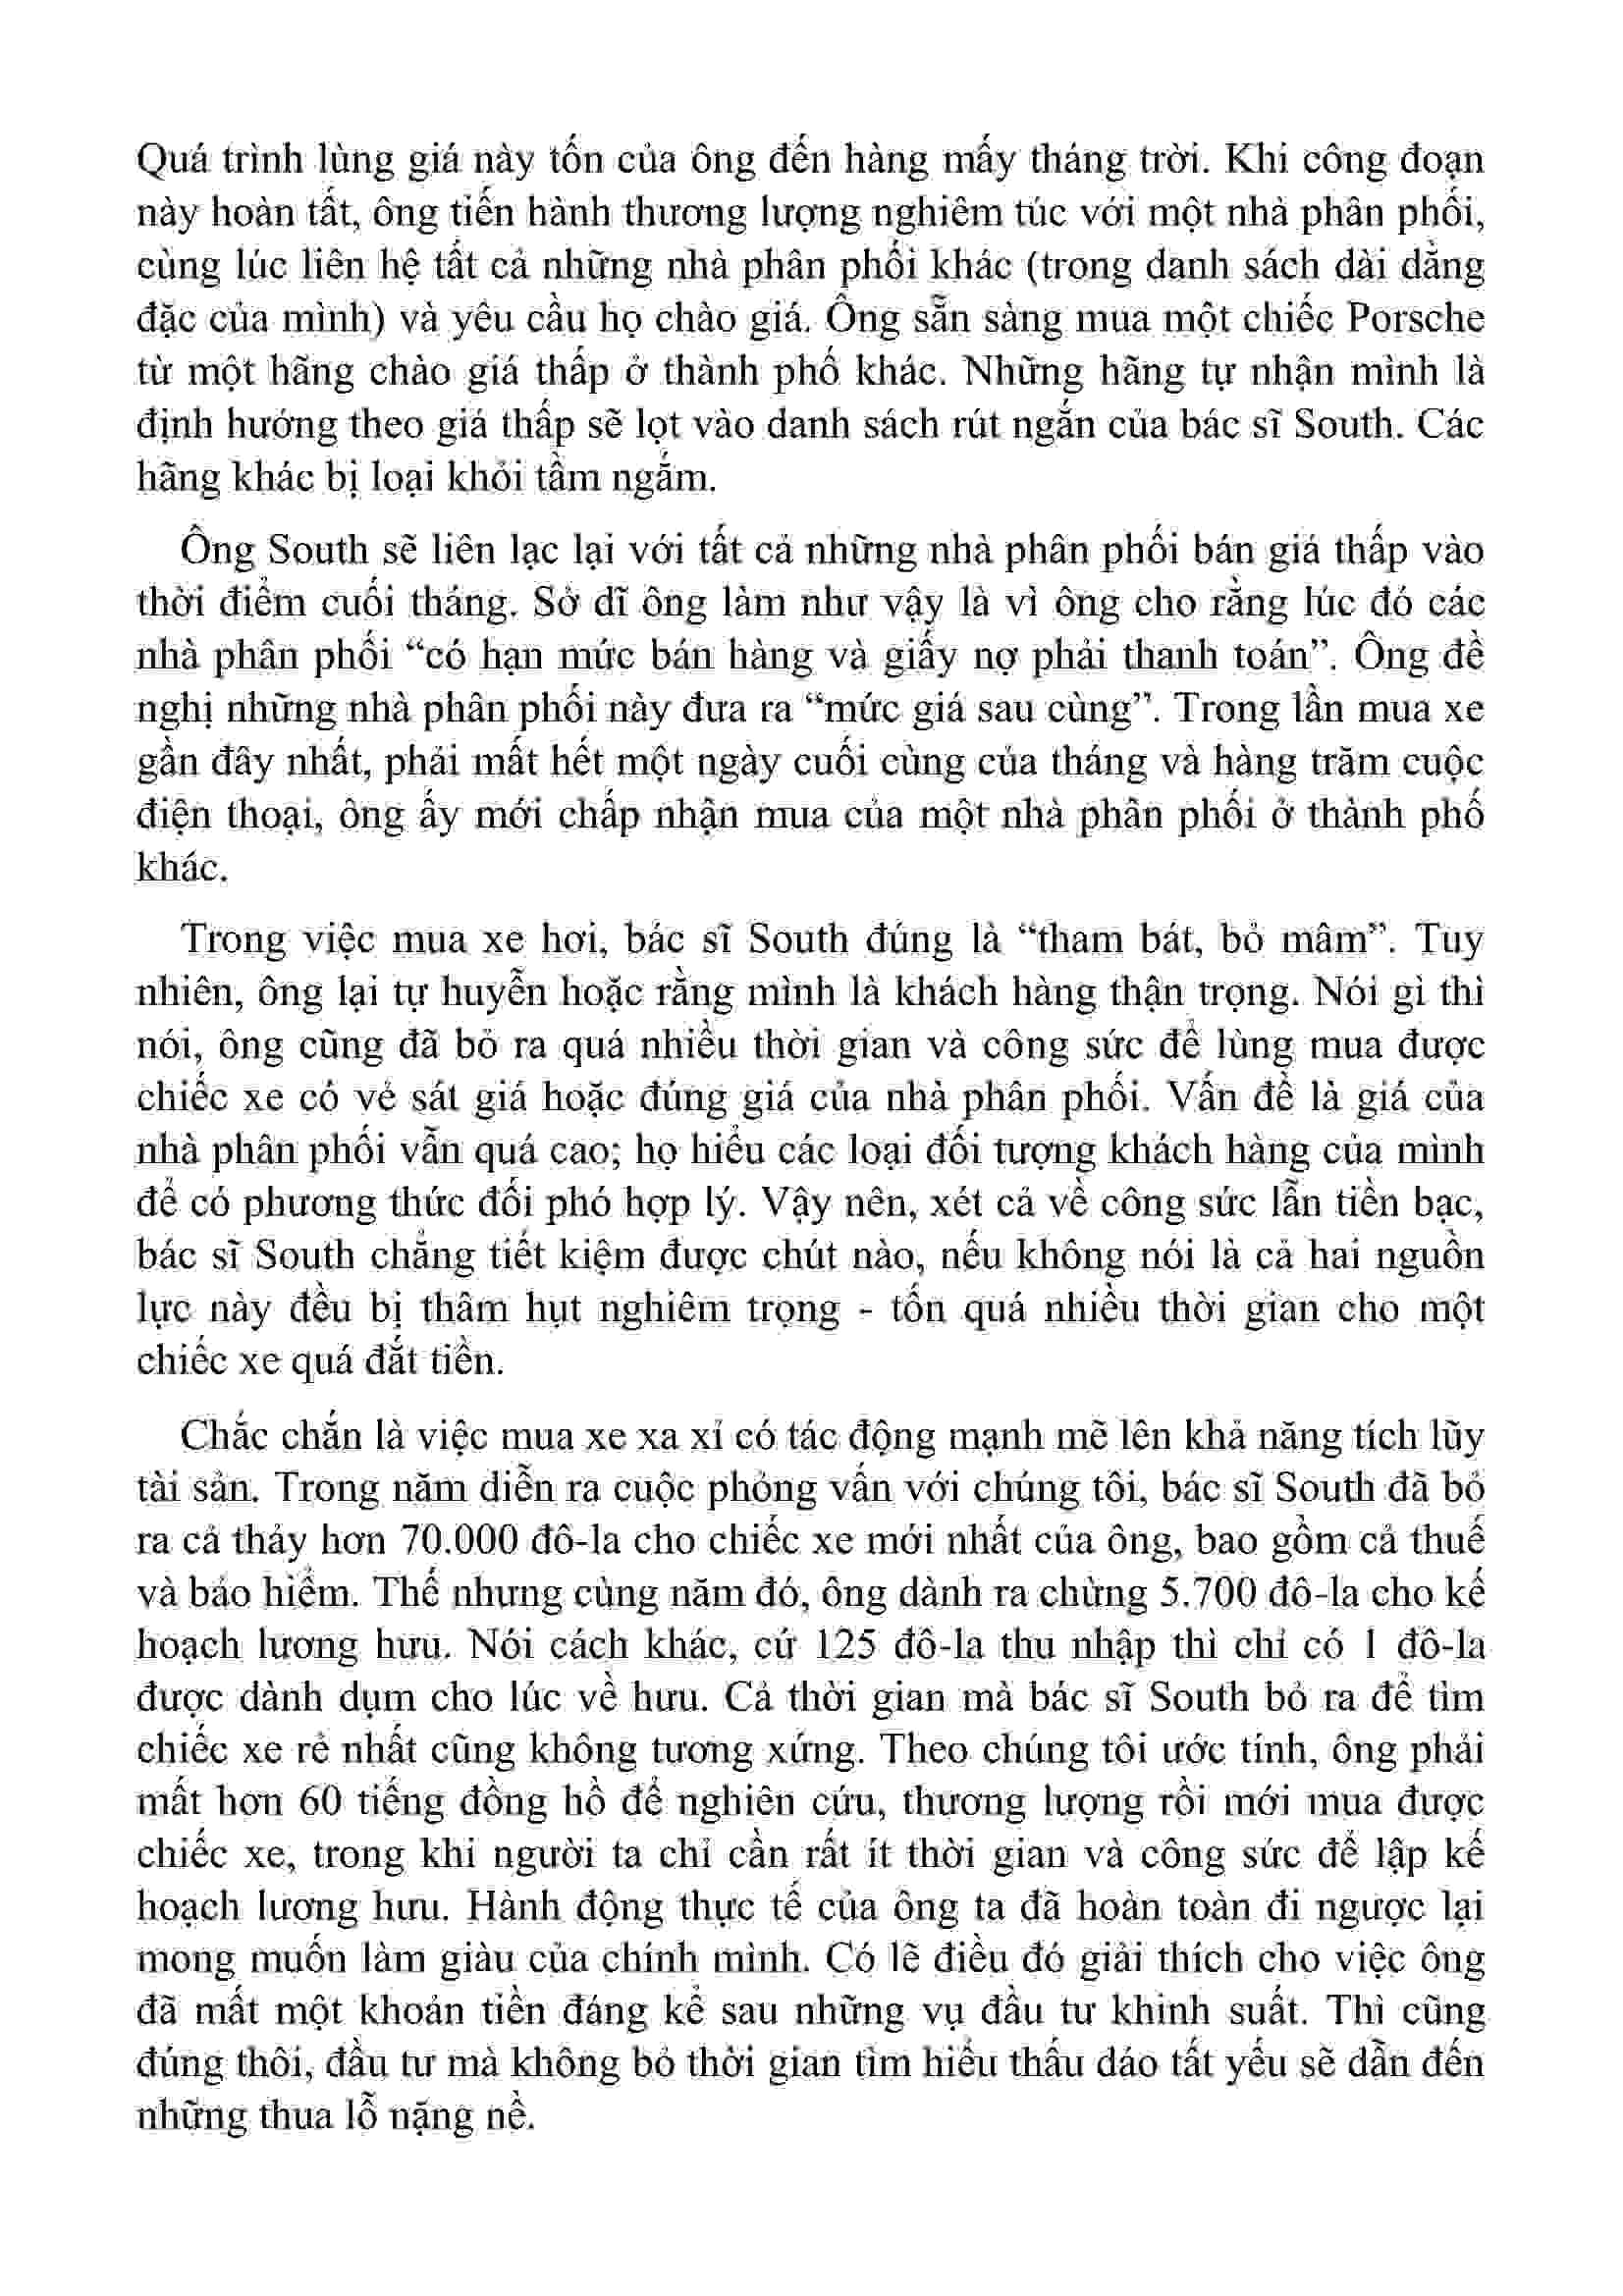 Quá trình lùng giá này tốn của ông đến hàng mấy tháng trời. Khi công đoạn
này hoàn tất, ông tiến hành thương lượng nghiêm túc với một nhà phân phối,
cùng lúc liên hệ tất cả những nhà phân phối khác (trong danh sách dài dằng
đặc của mình) và yêu cầu họ chào giá. Ông sẵn sàng mua một chiếc Porsche
từ một hãng chào giá thấp ở thành phố khác. Những hãng tự nhận mình là
định hướng theo giá thấp sẽ lọt vào danh sách rút ngắn của bác sĩ South. Các
hãng khác bị loại khỏi tầm ngắm.
Ông South sẽ liên lạc lại với tất cả những nhà phân phối bán giá thấp vào
thời điểm cuối tháng. Sở dĩ ông làm như vậy là vì ông cho rằng lúc đó các
nhà phân phối “có hạn mức bán hàng và giấy nợ phải thanh toán”. Ông đề
nghị những nhà phân phối này đưa ra “mức giá sau cùng”. Trong lần mua xe
gần đây nhất, phải mất hết một ngày cuối cùng của tháng và hàng trăm cuộc
điện thoại, ông ấy mới chấp nhận mua của một nhà phân phối ở thành phố
khác.
Trong việc mua xe hơi, bác sĩ South đúng là “tham bát, bỏ mâm”. Tuy
nhiên, ông lại tự huyễn hoặc rằng mình là khách hàng thận trọng. Nói gì thì
nói, ông cũng đã bỏ ra quá nhiều thời gian và công sức để lùng mua được
chiếc xe có vẻ sát giá hoặc đúng giá của nhà phân phối. Vấn đề là giá của
nhà phân phối vẫn quá cao; họ hiểu các loại đối tượng khách hàng của mình
để có phương thức đối phó hợp lý. Vậy nên, xét cả về công sức lẫn tiền bạc,
bác sĩ South chẳng tiết kiệm được chút nào, nếu không nói là cả hai nguồn
lực này đều bị thâm hụt nghiêm trọng - tốn quá nhiều thời gian cho một
chiếc xe quá đắt tiền.
Chắc chắn là việc mua xe xa xỉ có tác động mạnh mẽ lên khả năng tích lũy
tài sản. Trong năm diễn ra cuộc phỏng vấn với chúng tôi, bác sĩ South đã bỏ
ra cả thảy hơn 70.000 đô-la cho chiếc xe mới nhất của ông, bao gồm cả thuế
và bảo hiểm. Thế nhưng cùng năm đó, ông dành ra chừng 5.700 đô-la cho kế
hoạch lương hưu. Nói cách khác, cứ 125 đô-la thu nhập thì chỉ có 1 đô-la
được dành dụm cho lúc về hưu. Cả thời gian mà bác sĩ South bỏ ra để tìm
chiếc xe rẻ nhất cũng không tương xứng. Theo chúng tôi ước tính, ông phải
mất hơn 60 tiếng đồng hồ để nghiên cứu, thương lượng rồi mới mua được
chiếc xe, trong khi người ta chỉ cần rất ít thời gian và công sức để lập kế
hoạch lương hưu. Hành động thực tế của ông ta đã hoàn toàn đi ngược lại
mong muốn làm giàu của chính mình. Có lẽ điều đó giải thích cho việc ông
đã mất một khoản tiền đáng kể sau những vụ đầu tư khinh suất. Thì cũng
đúng thôi, đầu tư mà không bỏ thời gian tìm hiểu thấu đáo tất yếu sẽ dẫn đến
những thua lỗ nặng nề.